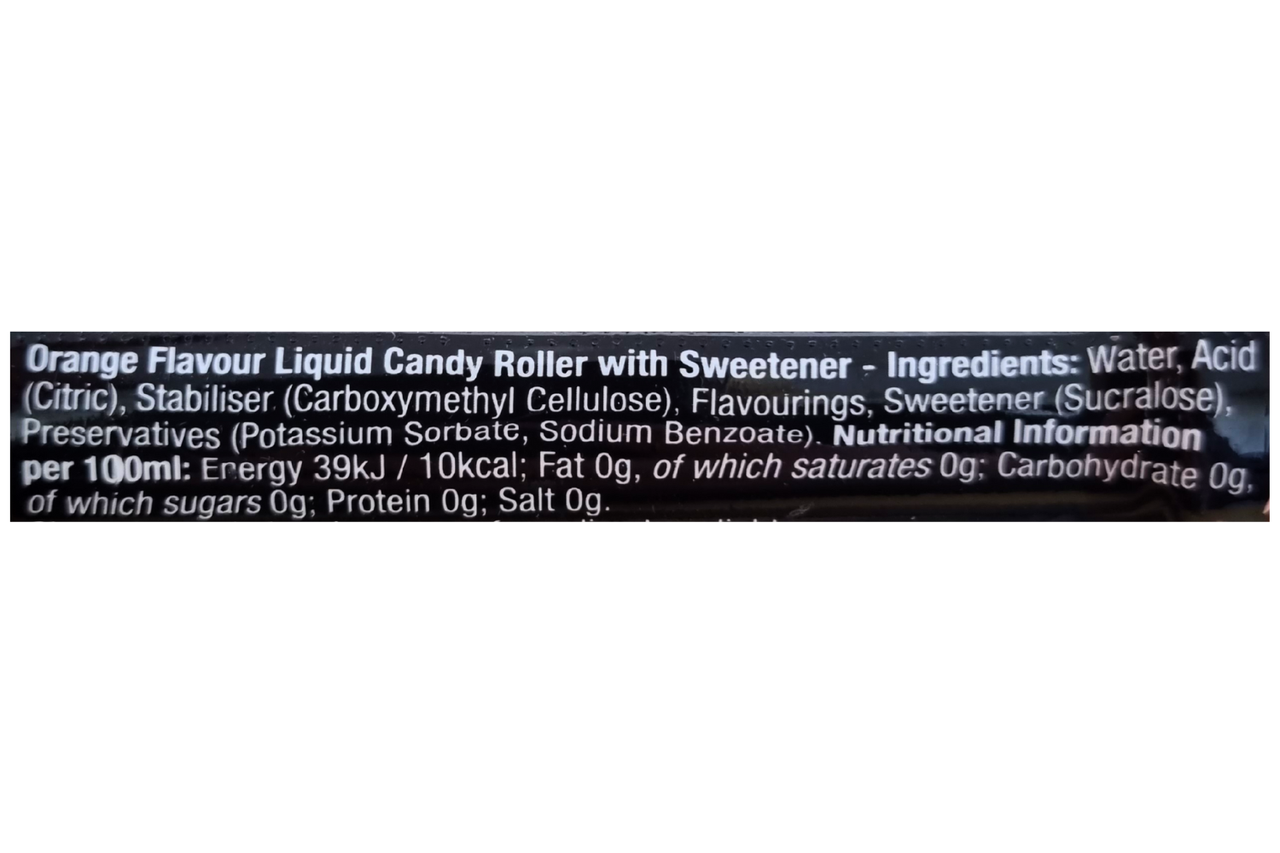 Orange Flavour Liquid Candy Roller with Sweetener - Ingredients: Water, Acid
(Citric), Stabiliser (Carboxymethyl Cellulose), Flavourings, Sweetener (Sucralose),
Preservatives (Potassium Sorbate, Sodium Benzoate). Nutritional Information
per 100ml: Energy 39kJ / 10kcal; Fat 0g, of which saturates 0g; Carbohydrate 0g,
of which sugars 0g; Protein 0g; Salt 0g.